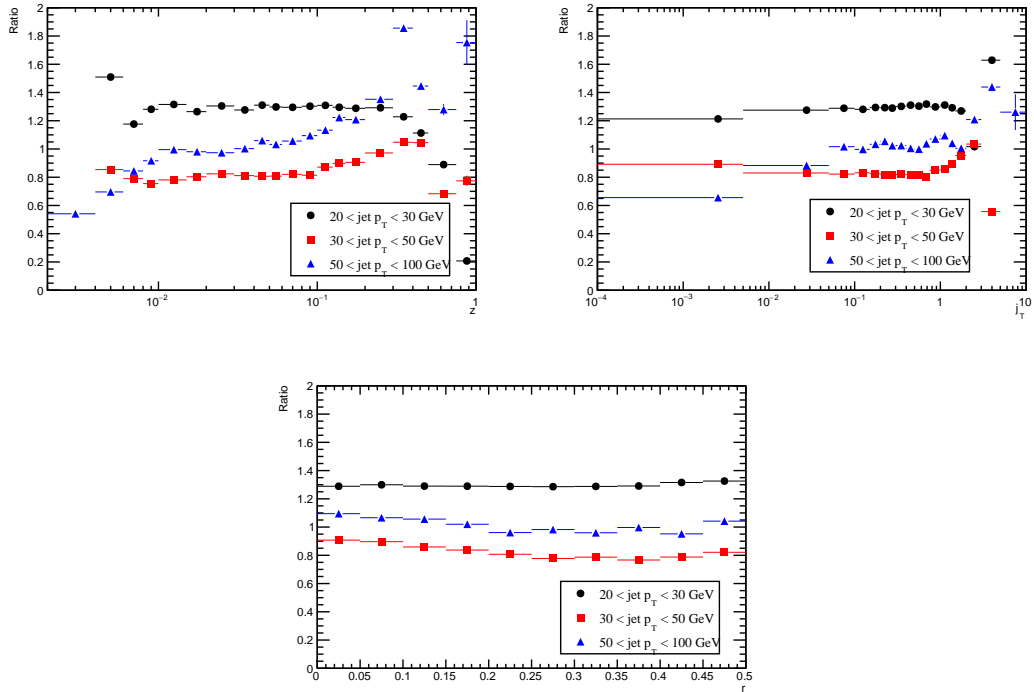 Ratio
2
1.8
1.6
1.4
1.2
1
0.8
0.6
0.4
0.2
0
20 < jet p_T < 30 GeV
30 < jet p_T < 50 GeV
50 < jet p_T < 100 GeV
10^−2 10^−1 1
z
Ratio
2
1.8
1.6
1.4
1.2
1
0.8
0.6
0.4
0.2
0
20 < jet p_T < 30 GeV
30 < jet p_T < 50 GeV
50 < jet p_T < 100 GeV
10^−4 10^−3 10^−2 10^−1 1 10
j_T
Ratio
2
1.8
1.6
1.4
1.2
1
0.8
0.6
0.4
0.2
0
20 < jet p_T < 30 GeV
30 < jet p_T < 50 GeV
50 < jet p_T < 100 GeV
0 0.05 0.1 0.15 0.2 0.25 0.3 0.35 0.4 0.45 0.5
r